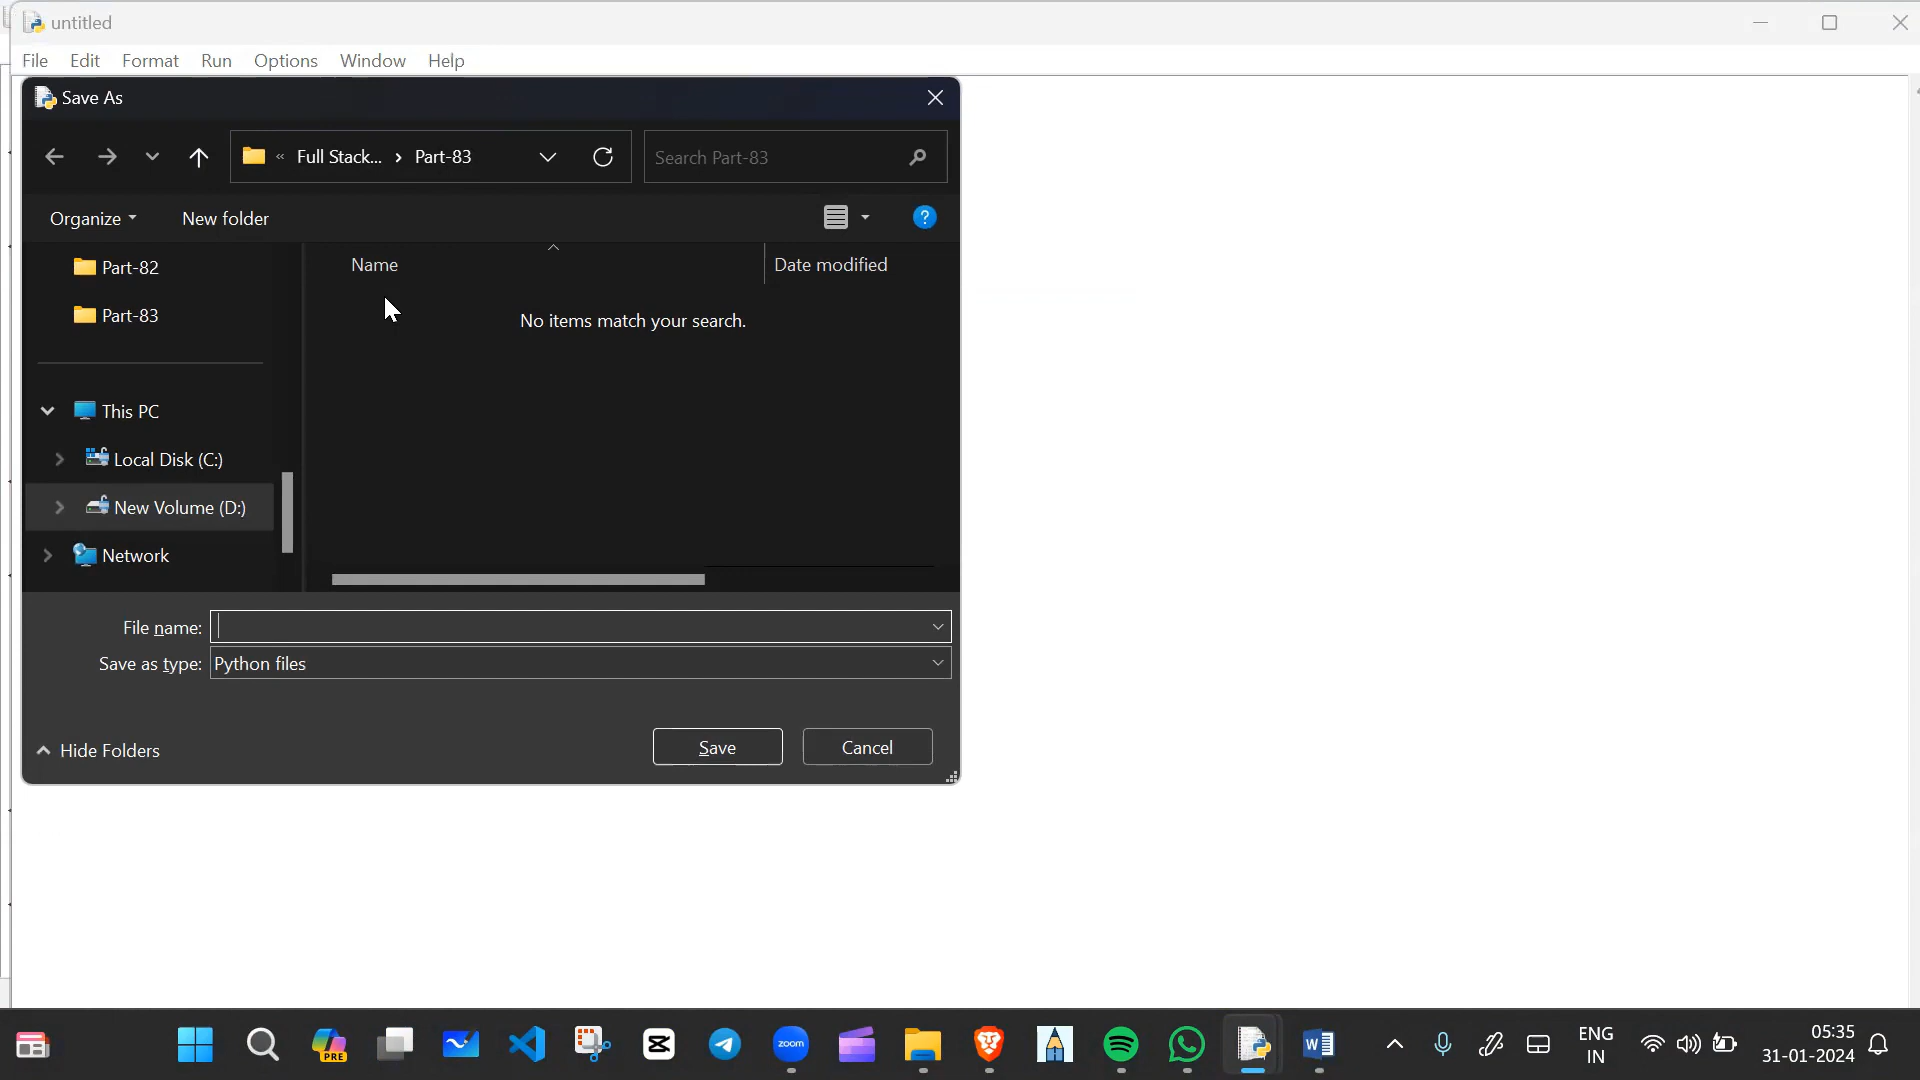 untitled
File Edit Format Run Options Window Help
Save As
« Full Stack... › Part-83
Search Part-83
Organize New folder
Name Date modified
No items match your search.
Part-82
Part-83
This PC
Local Disk (C:)
New Volume (D:)
Network
File name:
Save as type: Python files
Hide Folders Save Cancel
PRE
zoom
W
ENG
IN
05:35
31-01-2024